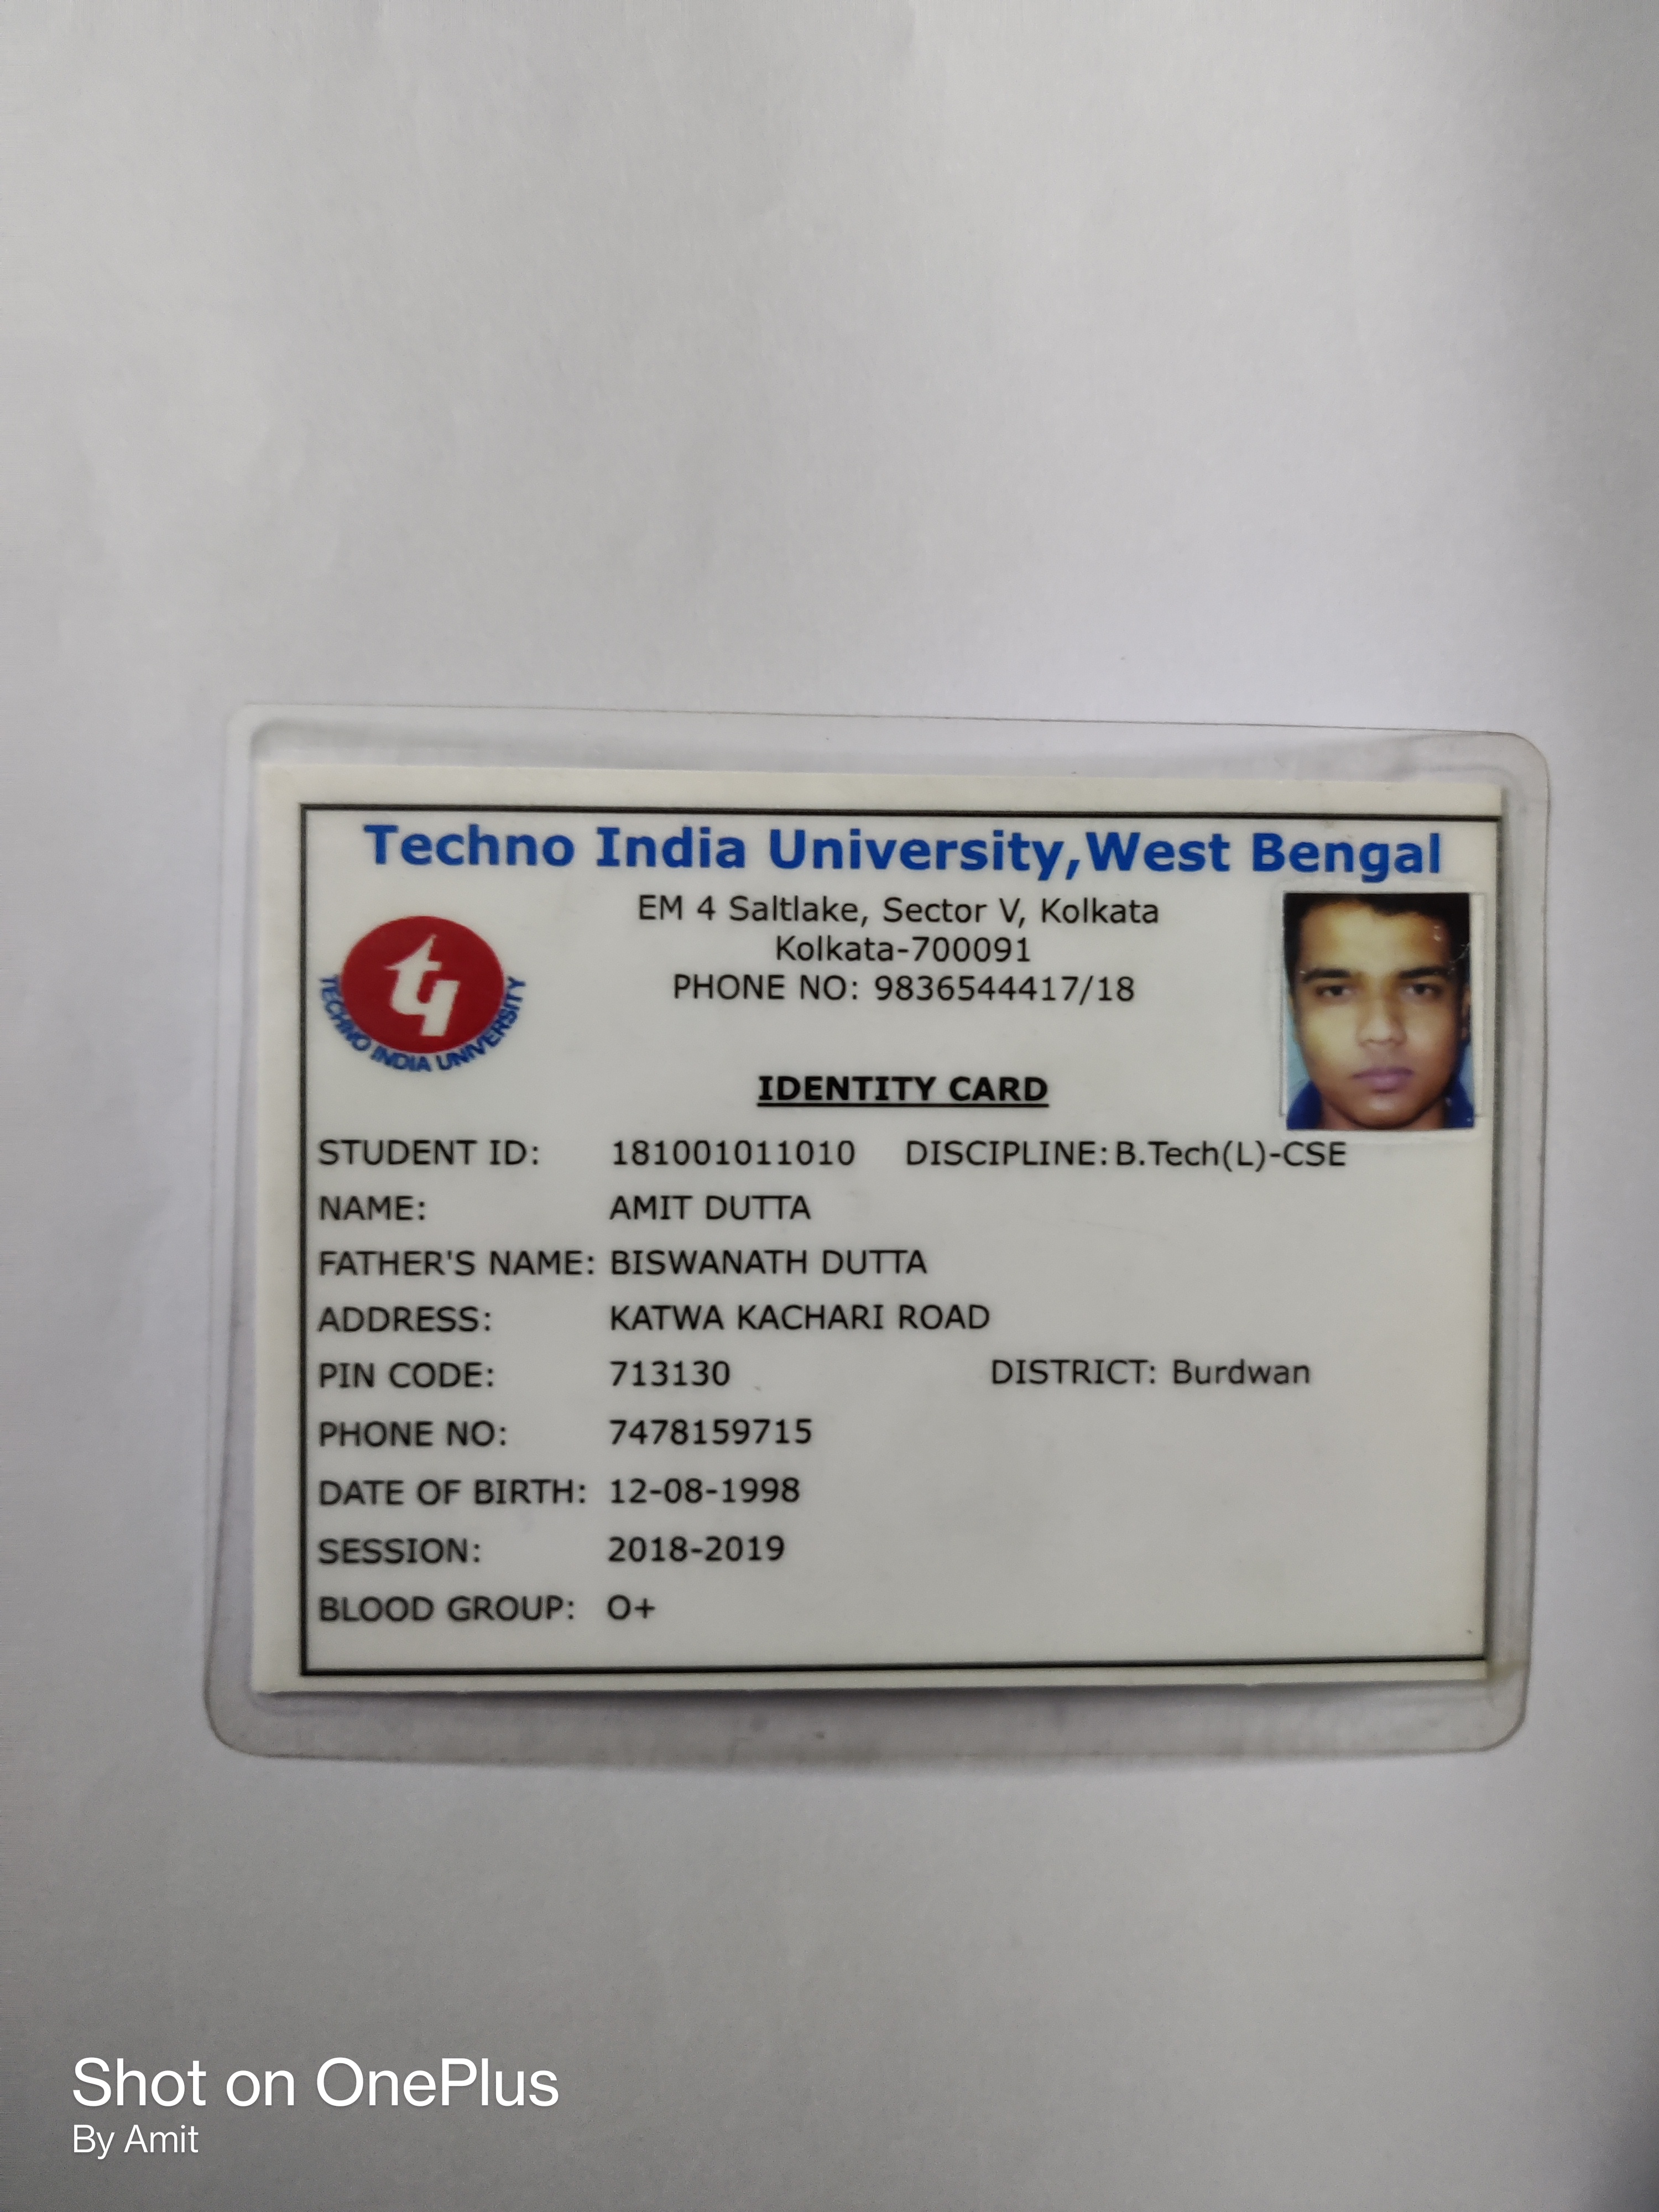 Techno India University,West Bengal
EM 4 Saltlake, Sector V, Kolkata
Kolkata-700091
PHONE NO: 9836544417/18
ty
TECHNO INDIA UNIVERSITY
IDENTITY CARD
STUDENT ID: 181001011010 DISCIPLINE: B.Tech(L)-CSE
NAME: AMIT DUTTA
FATHER'S NAME: BISWANATH DUTTA
ADDRESS: KATWA KACHARI ROAD
PIN CODE: 713130 DISTRICT: Burdwan
PHONE NO: 7478159715
DATE OF BIRTH: 12-08-1998
SESSION: 2018-2019
BLOOD GROUP: O+
Shot on OnePlus
By Amit